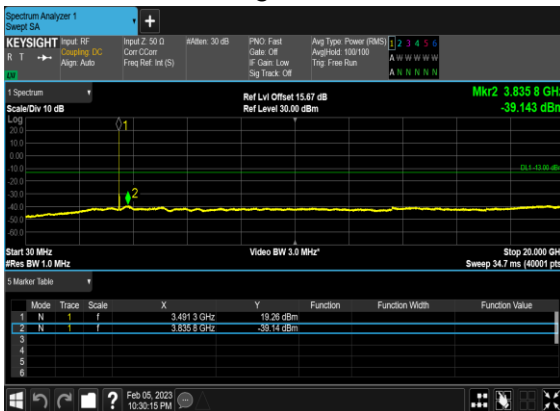 Spectrum Analyzer 1
Swept SA
KEYSIGHT Input: RF Input Z: 50 Ω #Atten: 30 dB PNO: Fast Avg Type: Power (RMS) 1 2 3 4 5 6
R T Coupling: DC Corr CCorr Gate: Off Avg|Hold: 100/100 A W W W W W
Align: Auto Freq Ref: Int (S) IF Gain: Low Trig: Free Run
LV Sig Track: Off A N N N N N
1 Spectrum Ref Lvl Offset 15.67 dB Mkr2 3.835 8 GHz
Scale/Div 10 dB Ref Level 30.00 dBm -39.143 dBm
Log
20.0
10.0
0.00
-10.0
-20.0
-30.0
-40.0
-50.0
-60.0
1
DL1 -13.00 dBm
2
Start 30 MHz Video BW 3.0 MHz* Stop 20.000 GHz
#Res BW 1.0 MHz Sweep 34.7 ms (40001 pts)
5 Marker Table
Mode Trace Scale X Y Function Function Width Function Value
1 N 1 f 3.491 3 GHz 19.26 dBm
2 N 1 f 3.835 8 GHz -39.14 dBm
3
4
5
6
Feb 05, 2023
10:30:15 PM